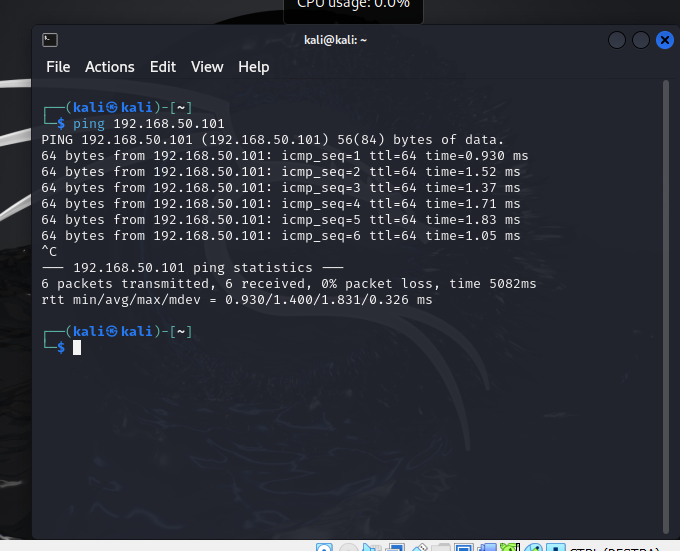 CPU usage: 0.0%
kali@kali: ~
File Actions Edit View Help
┌──(kali㉿kali)-[~]
└─$ ping 192.168.50.101
PING 192.168.50.101 (192.168.50.101) 56(84) bytes of data.
64 bytes from 192.168.50.101: icmp_seq=1 ttl=64 time=0.930 ms
64 bytes from 192.168.50.101: icmp_seq=2 ttl=64 time=1.52 ms
64 bytes from 192.168.50.101: icmp_seq=3 ttl=64 time=1.37 ms
64 bytes from 192.168.50.101: icmp_seq=4 ttl=64 time=1.71 ms
64 bytes from 192.168.50.101: icmp_seq=5 ttl=64 time=1.83 ms
64 bytes from 192.168.50.101: icmp_seq=6 ttl=64 time=1.05 ms
^C
--- 192.168.50.101 ping statistics ---
6 packets transmitted, 6 received, 0% packet loss, time 5082ms
rtt min/avg/max/mdev = 0.930/1.400/1.831/0.326 ms
┌──(kali㉿kali)-[~]
└─$
CTRL (DESTRA)